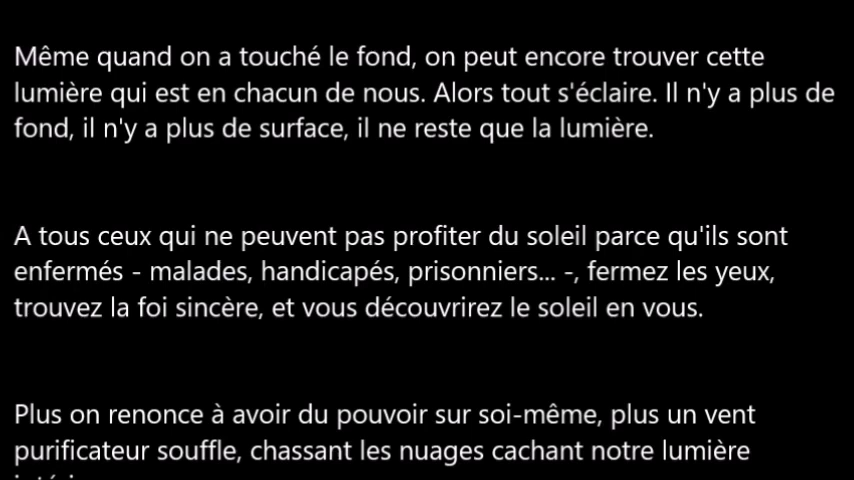 Même quand on a touché le fond, on peut encore trouver cette
lumière qui est en chacun de nous. Alors tout s'éclaire. Il n'y a plus de
fond, il n'y a plus de surface, il ne reste que la lumière.
A tous ceux qui ne peuvent pas profiter du soleil parce qu'ils sont
enfermés - malades, handicapés, prisonniers... -, fermez les yeux,
trouvez la foi sincère, et vous découvrirez le soleil en vous.
Plus on renonce à avoir du pouvoir sur soi-même, plus un vent
purificateur souffle, chassant les nuages cachant notre lumière